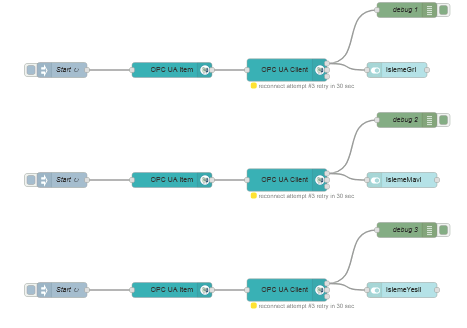 debug 1
Start ↻ OPC UA Item OPC UA Client IslemeGri
reconnect attempt #3 retry in 30 sec
debug 2
Start ↻ OPC UA Item OPC UA Client IslemeMavi
reconnect attempt #3 retry in 30 sec
debug 3
Start ↻ OPC UA Item OPC UA Client IslemeYesil
reconnect attempt #3 retry in 30 sec